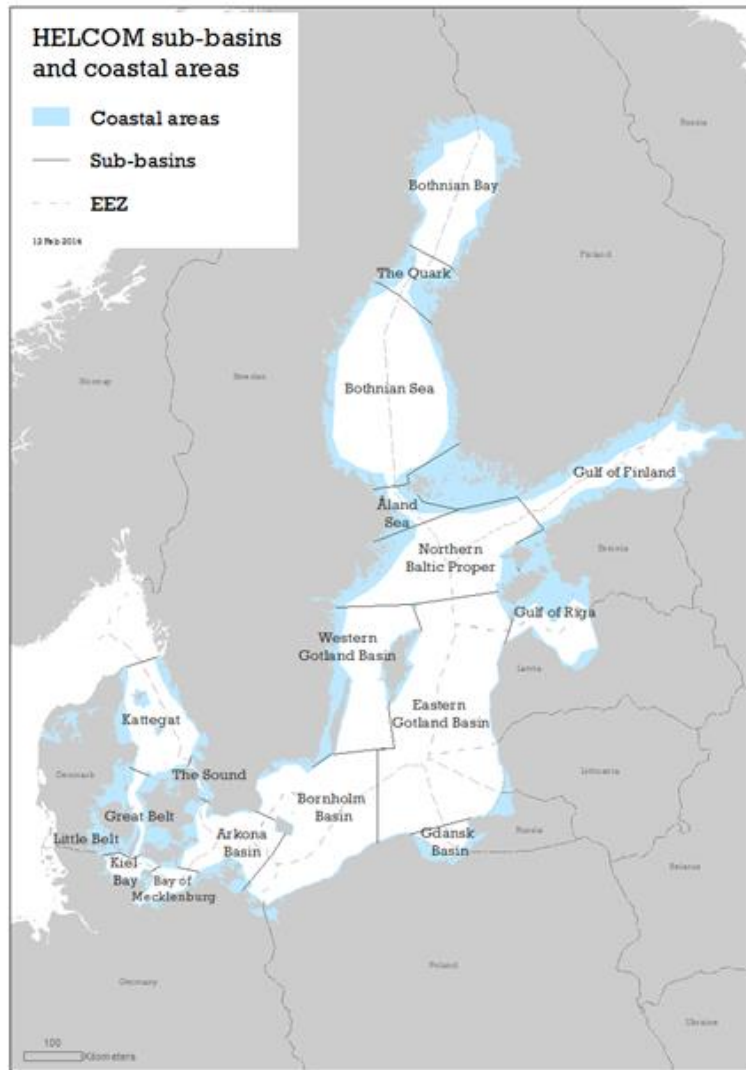 HELCOM sub-basins
and coastal areas
Coastal areas
Sub-basins
EEZ
Russia
Bothnian Bay
Finland
The Quark
Norway
Sweden
Bothnian Sea
Gulf of Finland
Åland
Sea
Northern
Baltic Proper
Estonia
Gulf of Riga
Western
Gotland Basin
Latvia
Eastern
Gotland Basin
Kattegat
Denmark
The Sound
Lithuania
Bornholm
Basin
Great Belt
Little Belt
Arkona
Basin
Gdansk
Basin
Russia
Belarus
Kiel
Bay
Bay of
Mecklenburg
Germany
Poland
Ukraine
100
Kilometers